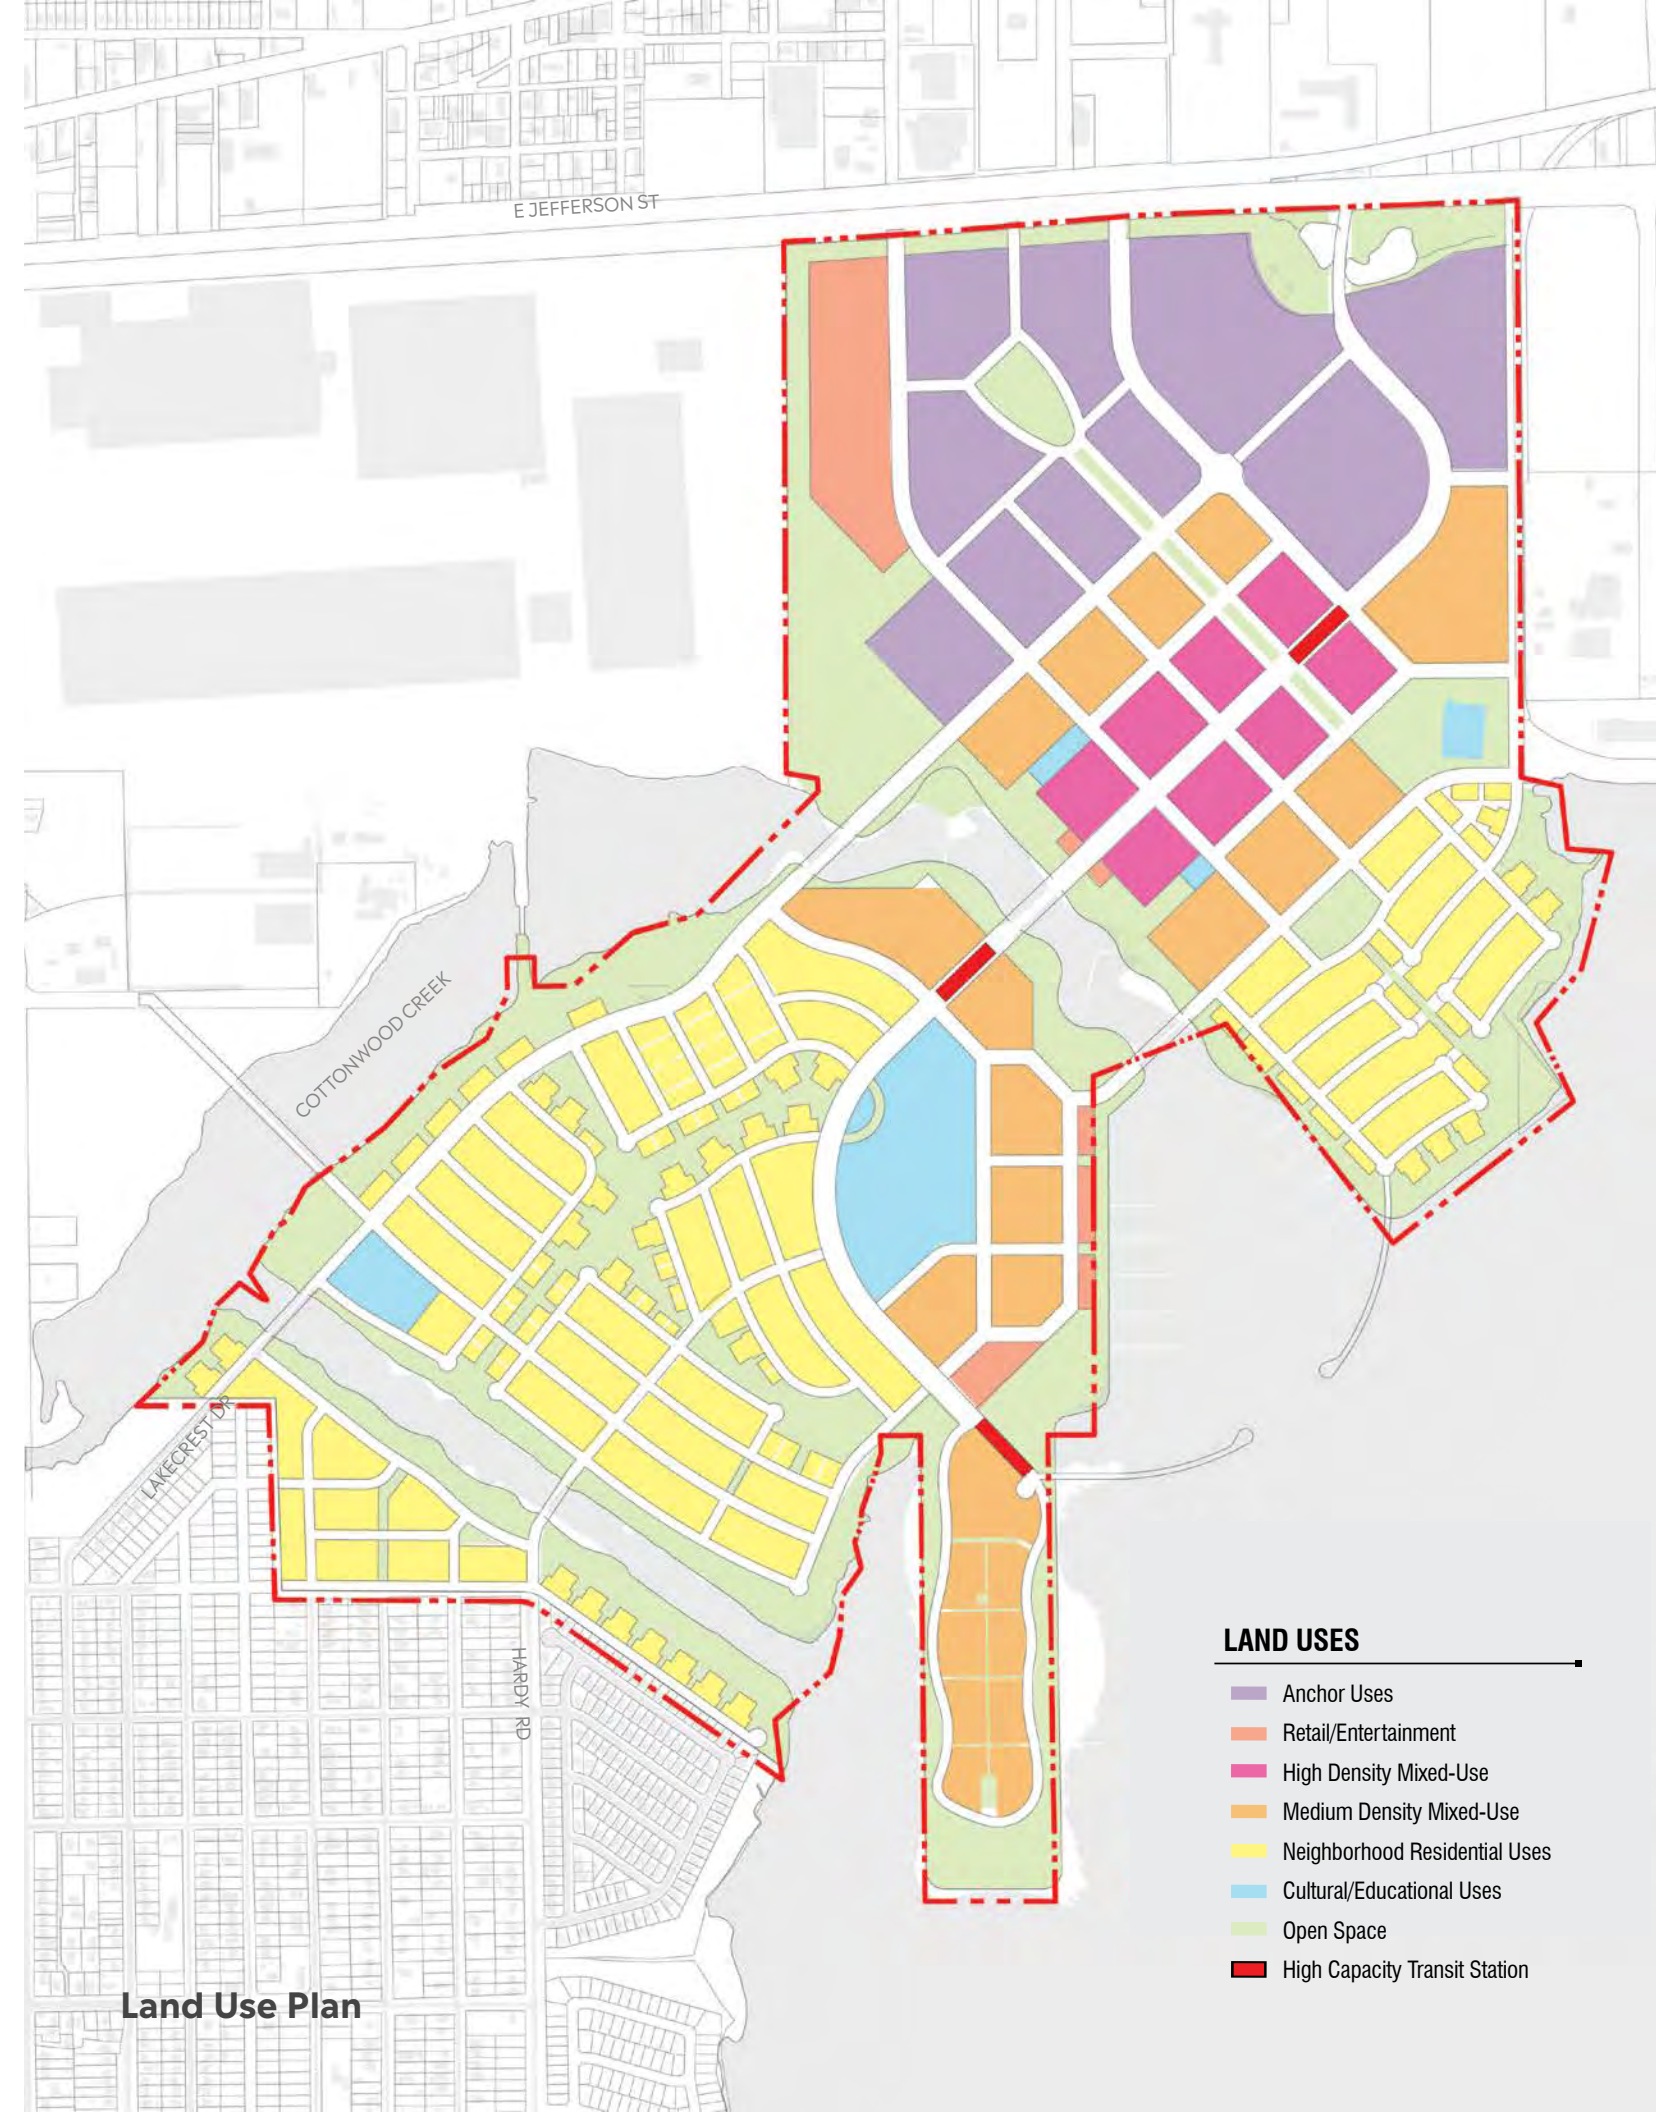 E JEFFERSON ST
COTTONWOOD CREEK
LAKECREST DR
HARDY RD
LAND USES
Anchor Uses
Retail/Entertainment
High Density Mixed-Use
Medium Density Mixed-Use
Neighborhood Residential Uses
Cultural/Educational Uses
Open Space
High Capacity Transit Station
Land Use Plan